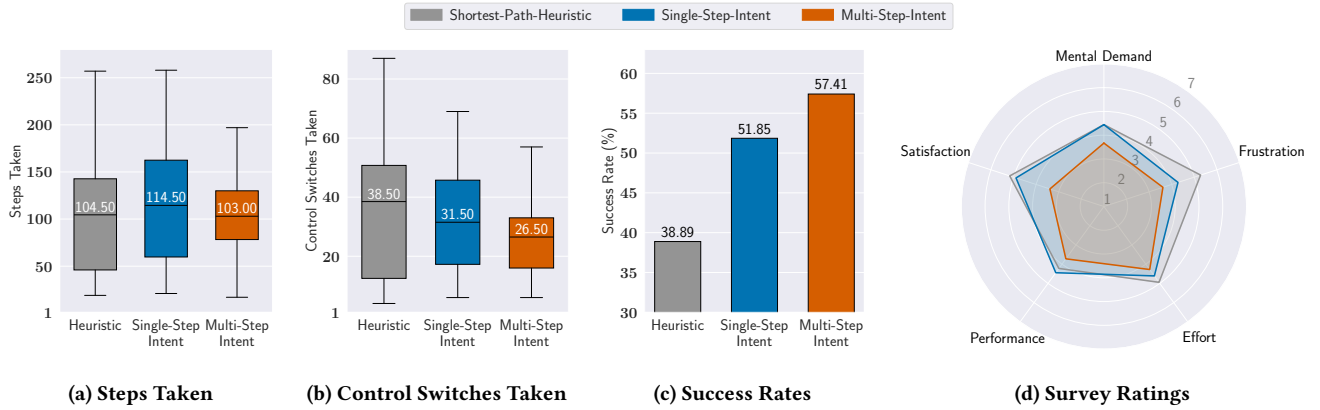 Shortest-Path-Heuristic Single-Step-Intent Multi-Step-Intent
Steps Taken
250
200
150
100
50
1
104.50
114.50
103.00
Heuristic
Single-Step
Intent
Multi-Step
Intent
(a) Steps Taken
Control Switches Taken
80
60
40
20
1
38.50
31.50
26.50
Heuristic
Single-Step
Intent
Multi-Step
Intent
(b) Control Switches Taken
Success Rate (%)
60
55
50
45
40
35
30
38.89
51.85
57.41
Heuristic
Single-Step
Intent
Multi-Step
Intent
(c) Success Rates
Mental Demand
7
6
5
4
3
2
1
Satisfaction
Frustration
Performance
Effort
(d) Survey Ratings